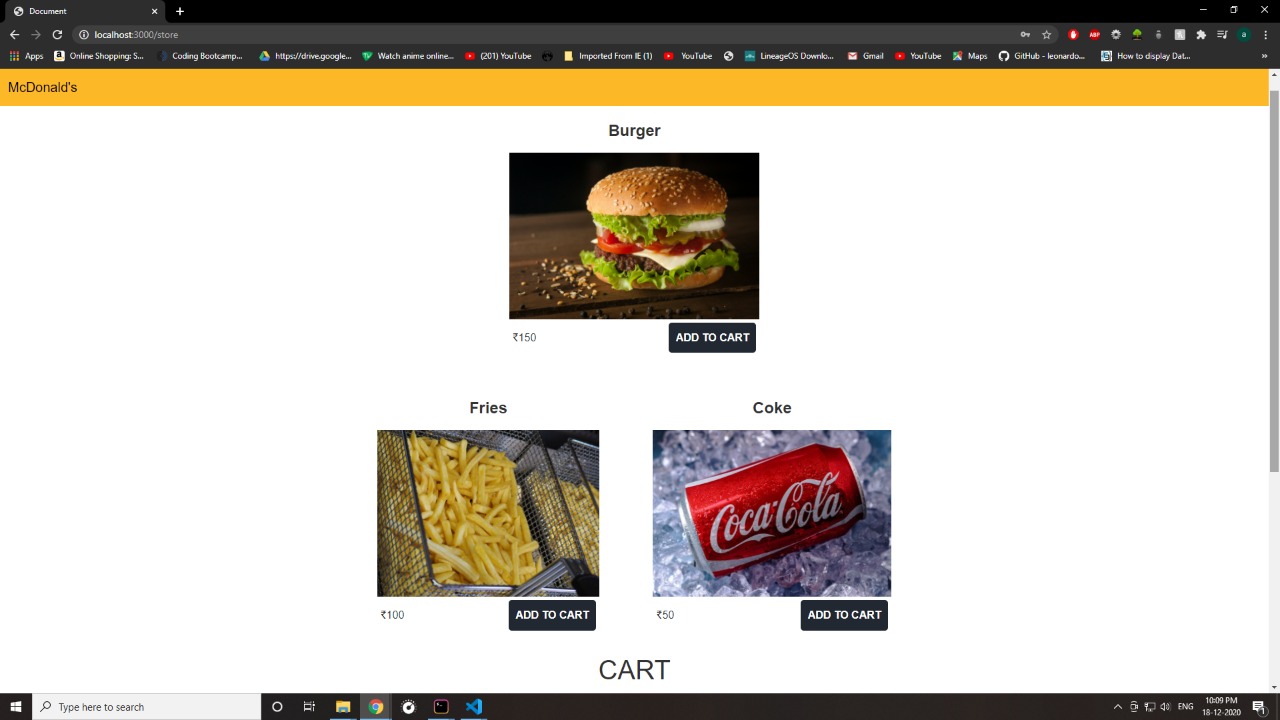 Document
localhost:3000/store
Apps
Online Shopping: S...
Coding Bootcamp...
https://drive.google...
Watch anime online...
(201) YouTube
Imported From IE (1)
YouTube
LineageOS Downlo...
Gmail
YouTube
Maps
GitHub - leonardo...
How to display Dat...
»
McDonald's
Burger
₹150
ADD TO CART
Fries
Coke
Coca-Cola
₹100
ADD TO CART
₹50
ADD TO CART
CART
Type here to search
ENG
10:09 PM
18-12-2020